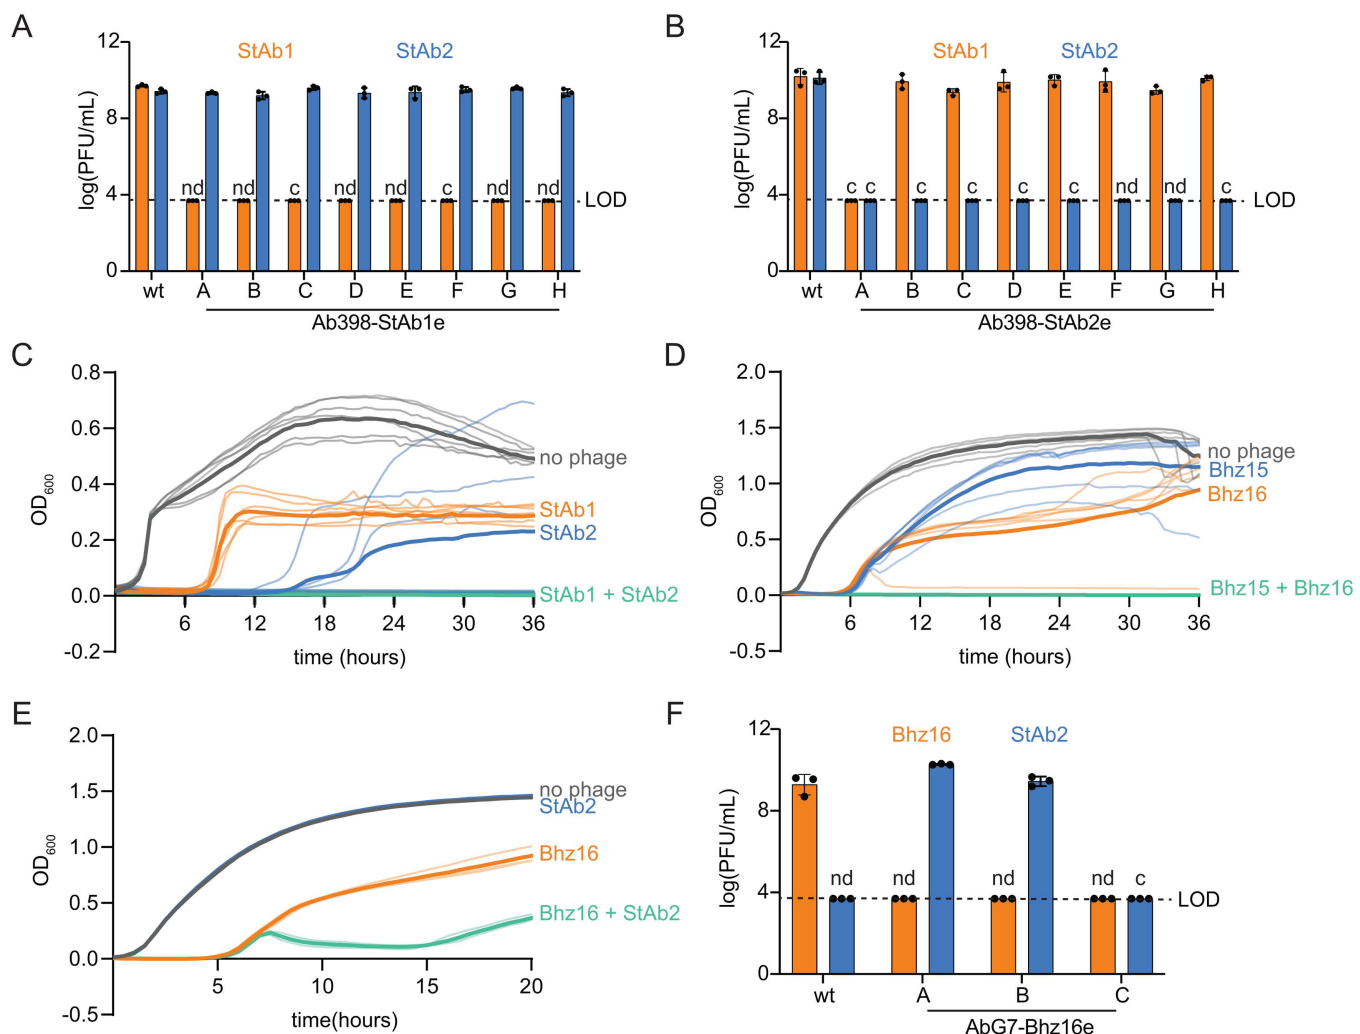 A
StAb1 StAb2
log(PFU/mL)
12
8
4
0
nd nd c nd nd c nd nd
LOD
wt A B C D E F G H
Ab398-StAb1e
B
StAb1 StAb2
log(PFU/mL)
12
8
4
0
c c c c c c nd nd c
LOD
wt A B C D E F G H
Ab398-StAb2e
C
OD600
0.8
0.6
0.4
0.2
0.0
-0.2
no phage
StAb1
StAb2
StAb1 + StAb2
6 12 18 24 30 36
time (hours)
D
OD600
2.0
1.5
1.0
0.5
0.0
-0.5
no phage
Bhz15
Bhz16
Bhz15 + Bhz16
6 12 18 24 30 36
time (hours)
E
OD600
2.0
1.5
1.0
0.5
0.0
-0.5
no phage
StAb2
Bhz16
Bhz16 + StAb2
5 10 15 20
time(hours)
F
Bhz16 StAb2
log(PFU/mL)
12
8
4
0
nd nd nd nd c
LOD
wt A B C
AbG7-Bhz16e